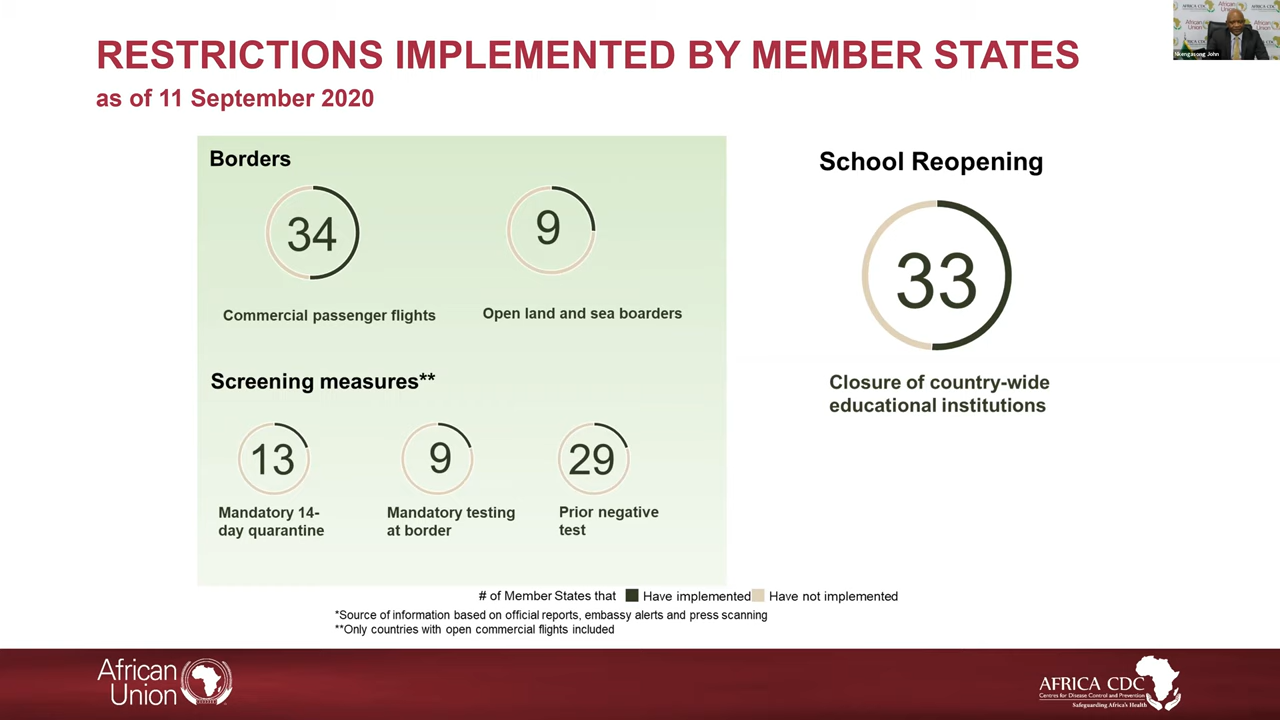 RESTRICTIONS IMPLEMENTED BY MEMBER STATES
as of 11 September 2020
Borders
34
Commercial passenger flights
9
Open land and sea boarders
Screening measures**
13
Mandatory 14-
day quarantine
9
Mandatory testing
at border
29
Prior negative
test
School Reopening
33
Closure of country-wide
educational institutions
# of Member States that Have implemented Have not implemented
*Source of information based on official reports, embassy alerts and press scanning
**Only countries with open commercial flights included
African
Union
AFRICA CDC
Centres for Disease Control and Prevention
Safeguarding Africa's Health
Nkengasong John